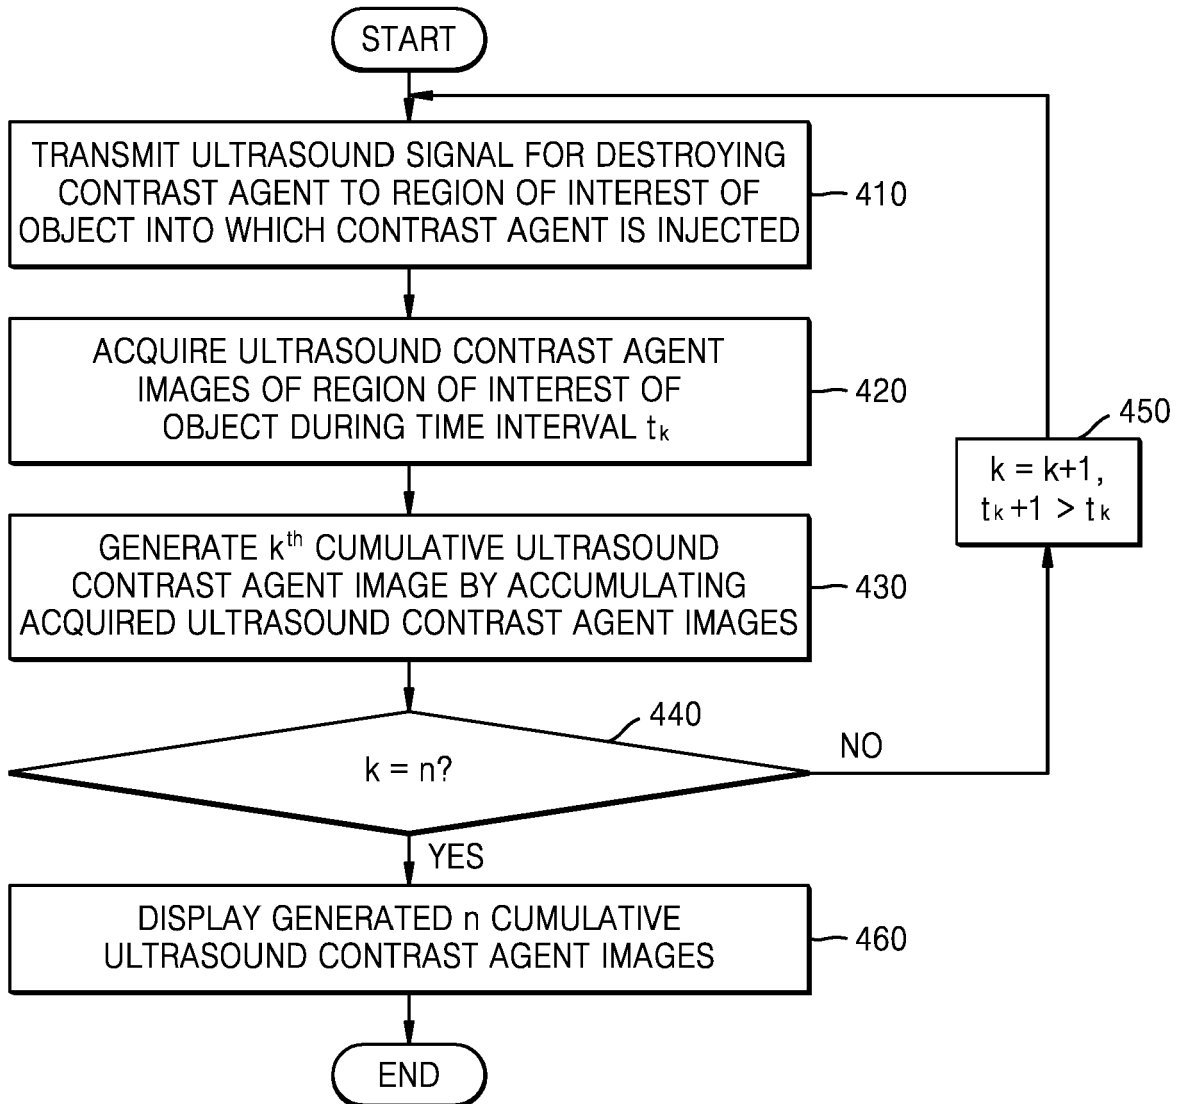 START
TRANSMIT ULTRASOUND SIGNAL FOR DESTROYING
CONTRAST AGENT TO REGION OF INTEREST OF
OBJECT INTO WHICH CONTRAST AGENT IS INJECTED
410
ACQUIRE ULTRASOUND CONTRAST AGENT
IMAGES OF REGION OF INTEREST OF
OBJECT DURING TIME INTERVAL tk
420
GENERATE kth CUMULATIVE ULTRASOUND
CONTRAST AGENT IMAGE BY ACCUMULATING
ACQUIRED ULTRASOUND CONTRAST AGENT IMAGES
430
k = n?
440
NO
450
k = k+1,
tk+1 > tk
YES
DISPLAY GENERATED n CUMULATIVE
ULTRASOUND CONTRAST AGENT IMAGES
460
END